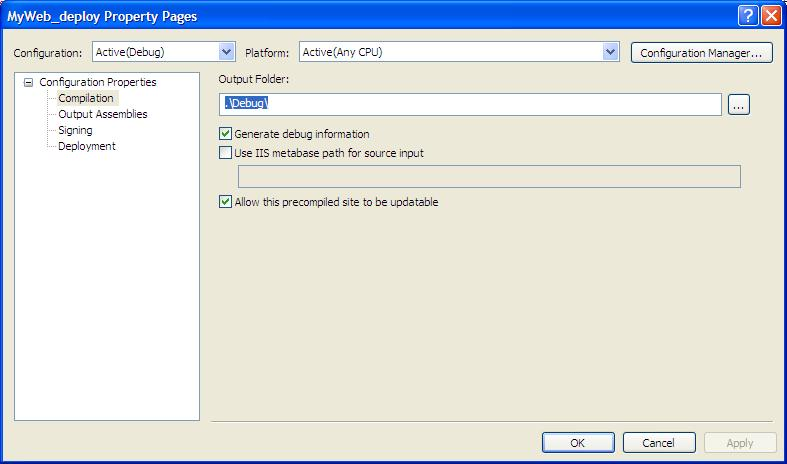 MyWeb_deploy Property Pages
Configuration: Active(Debug) Platform: Active(Any CPU) Configuration Manager...
Configuration Properties
Compilation
Output Assemblies
Signing
Deployment
Output Folder:
.\Debug\
...
Generate debug information
Use IIS metabase path for source input
Allow this precompiled site to be updatable
OK Cancel Apply